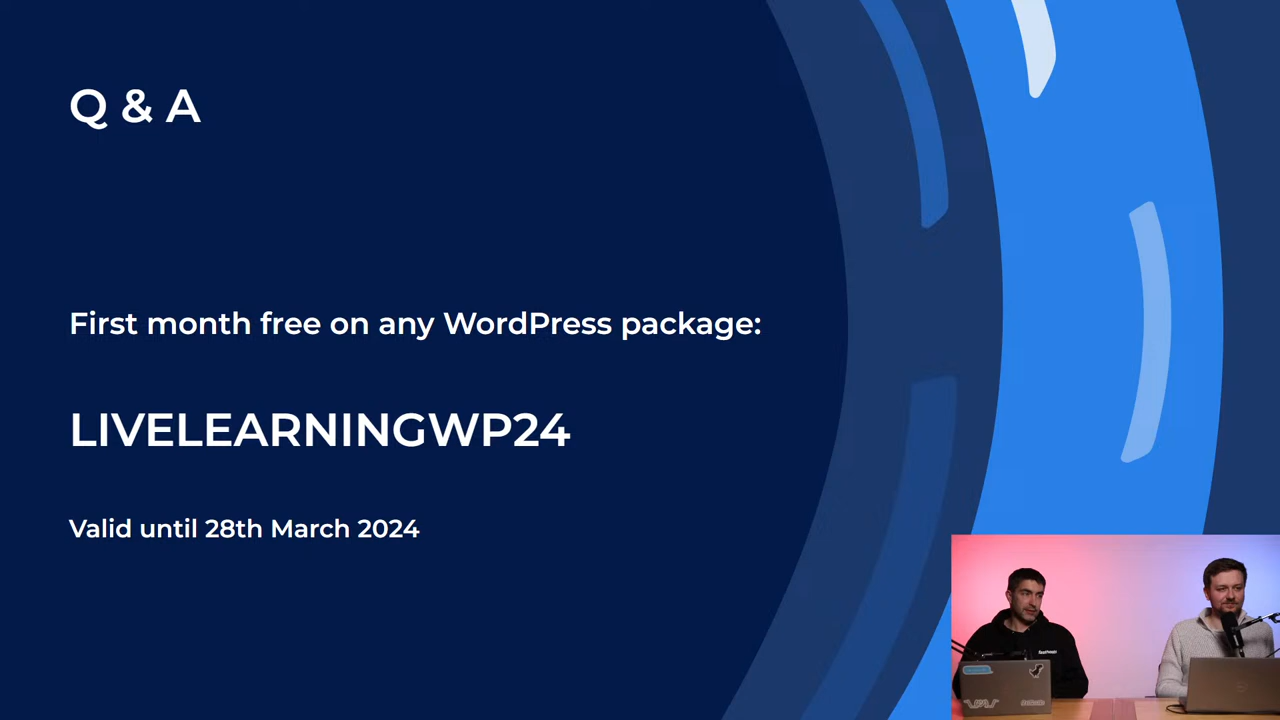 Q & A
First month free on any WordPress package:
LIVELEARNINGWP24
Valid until 28th March 2024